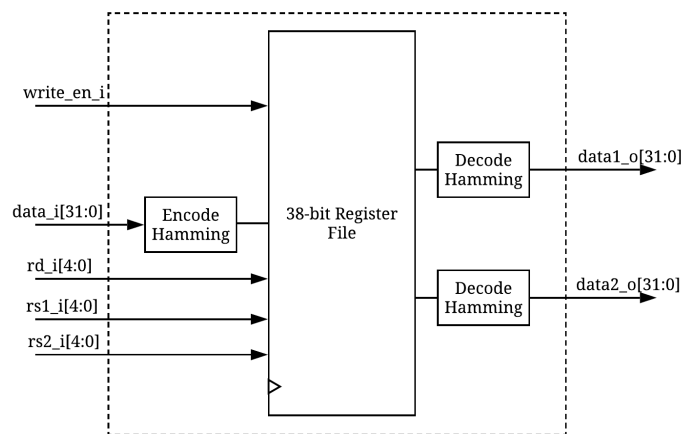 write_en_i
data_i[31:0]
Encode
Hamming
rd_i[4:0]
rs1_i[4:0]
rs2_i[4:0]
38-bit Register
File
Decode
Hamming
data1_o[31:0]
Decode
Hamming
data2_o[31:0]